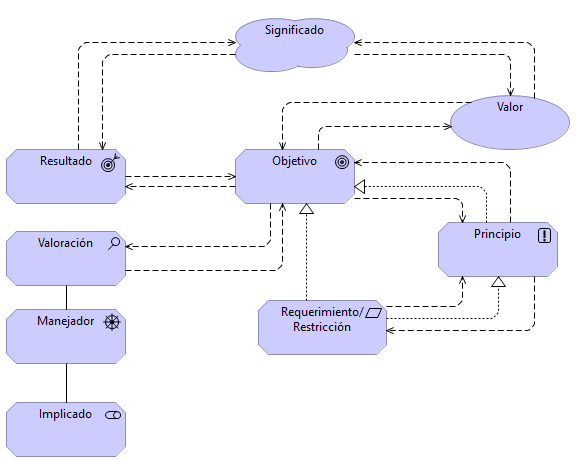 Significado
Valor
Resultado
Objetivo
Valoración
Principio
Manejador
Requerimiento/
Restricción
Implicado